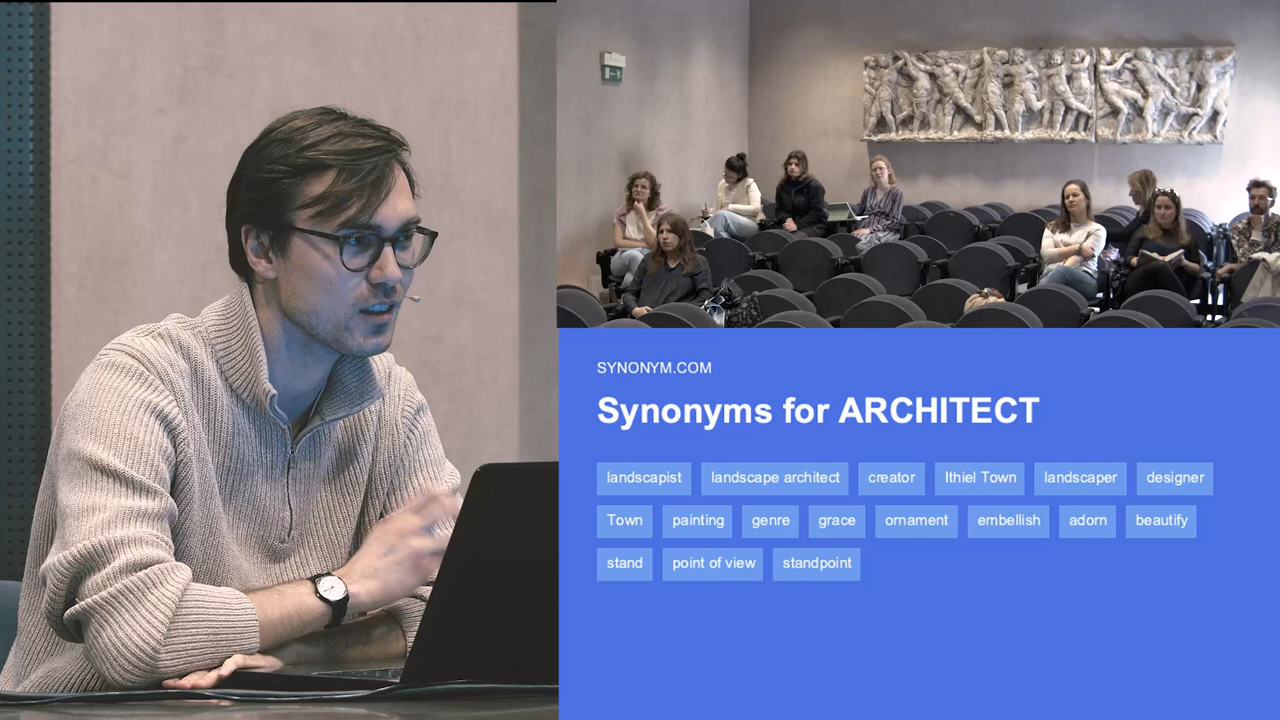 SYNONYM.COM
Synonyms for ARCHITECT
landscapist landscape architect creator Ithiel Town landscaper designer
Town painting genre grace ornament embellish adorn beautify
stand point of view standpoint